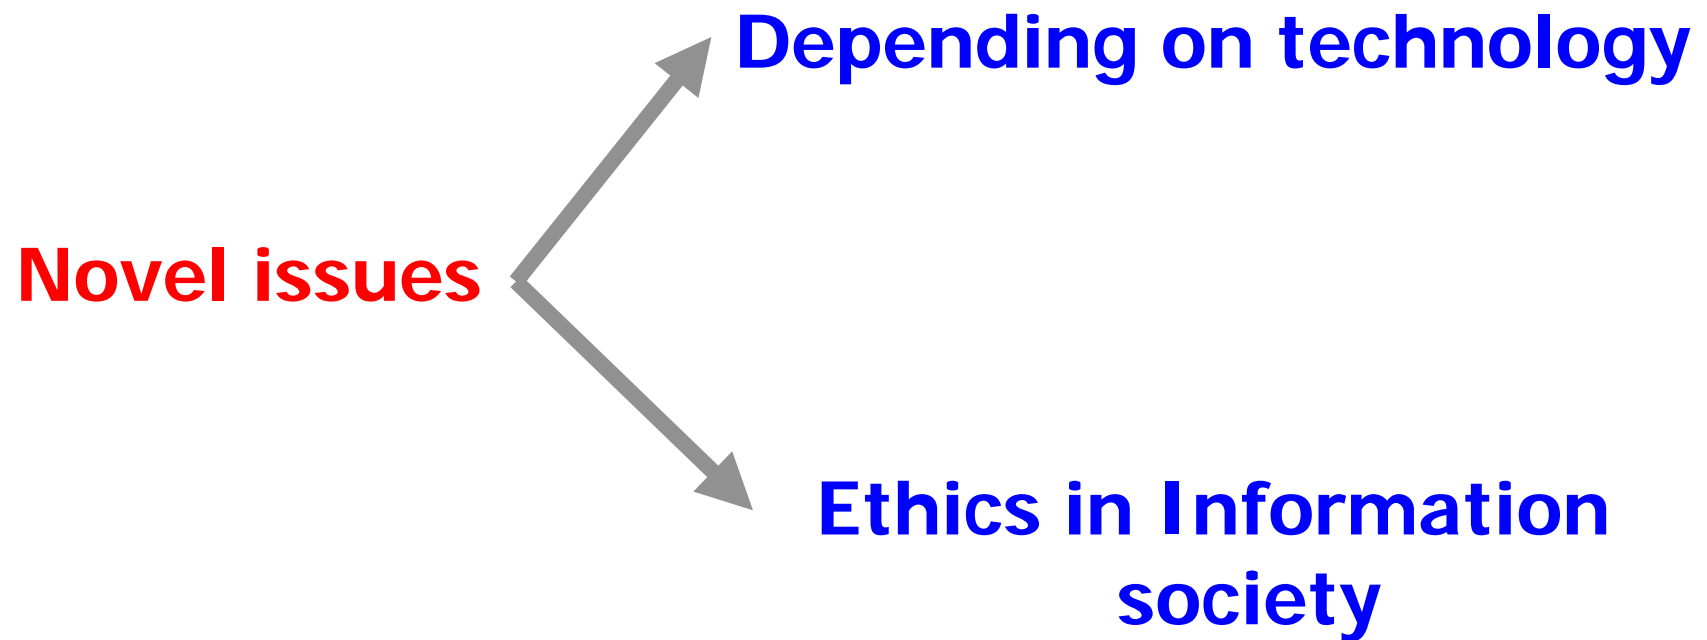 Depending on technology
Novel issues
Ethics in Information
society